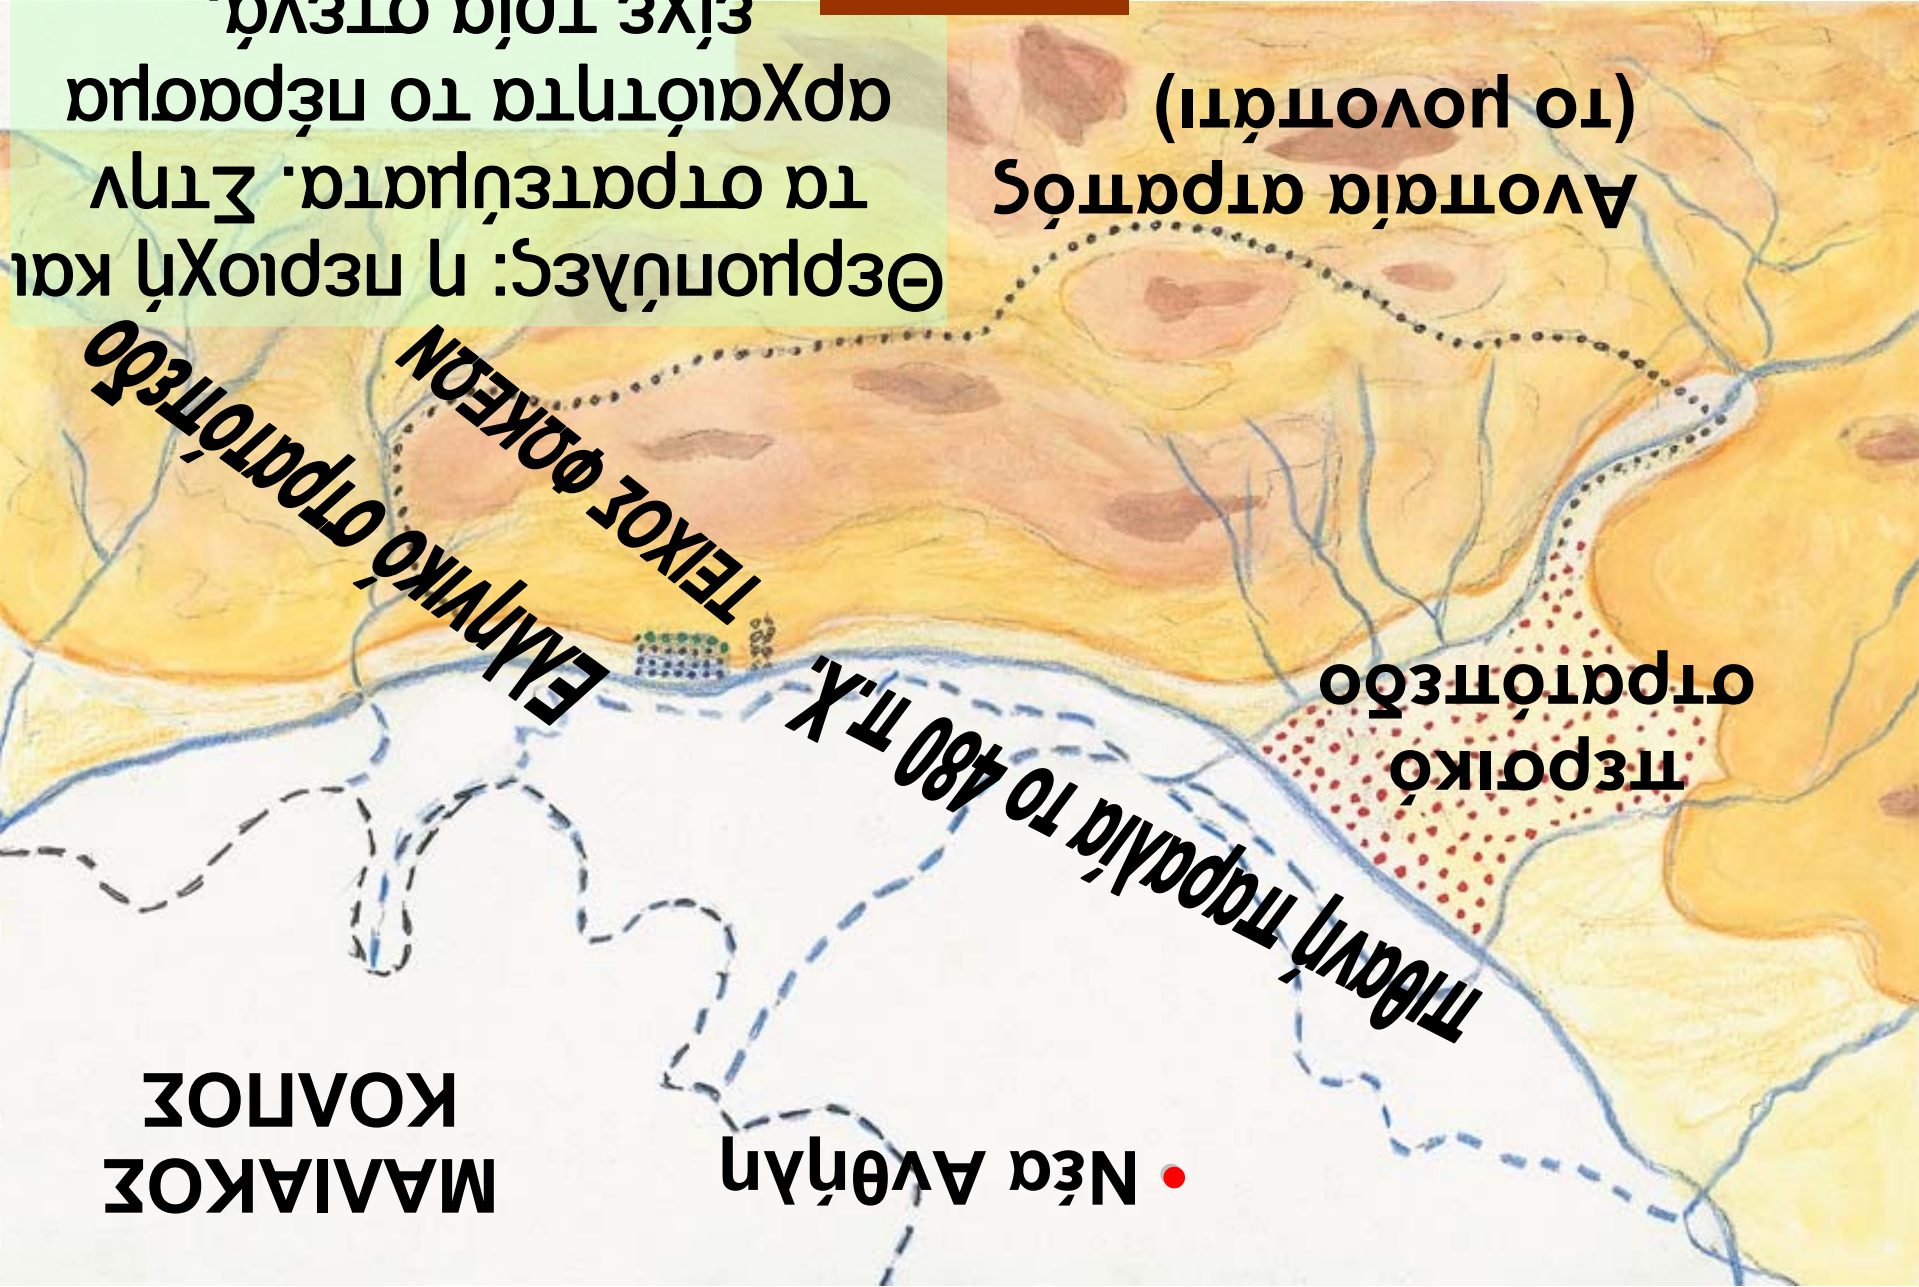 Νέα Ανθήλη
ΜΑΛΙΑΚΟΣ
ΚΟΛΠΟΣ
πιθανή παραλία το 480 π.Χ.
περσικό
στρατόπεδο
Ελληνικό στρατόπεδο
ΤΕΙΧΟΣ ΦΩΚΕΩΝ
Θερμοπύλες: η περιοχή και
τα στρατεύματα. Στην
αρχαιότητα το πέρασμα
είχε τρία στενά.
Ανοπαία ατραπός
(το μονοπάτι)